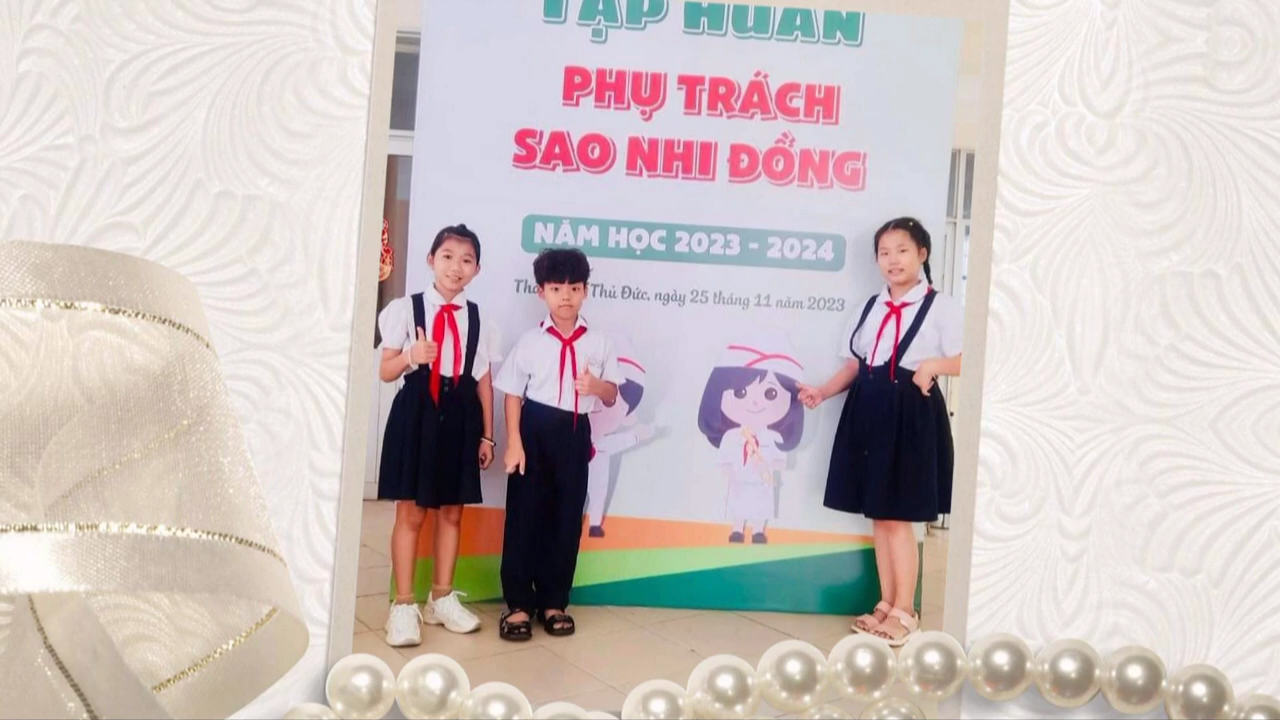 TẬP HUẤN
PHỤ TRÁCH
SAO NHI ĐỒNG
NĂM HỌC 2023 - 2024
Thủ Đức, ngày 25 tháng 11 năm 2023